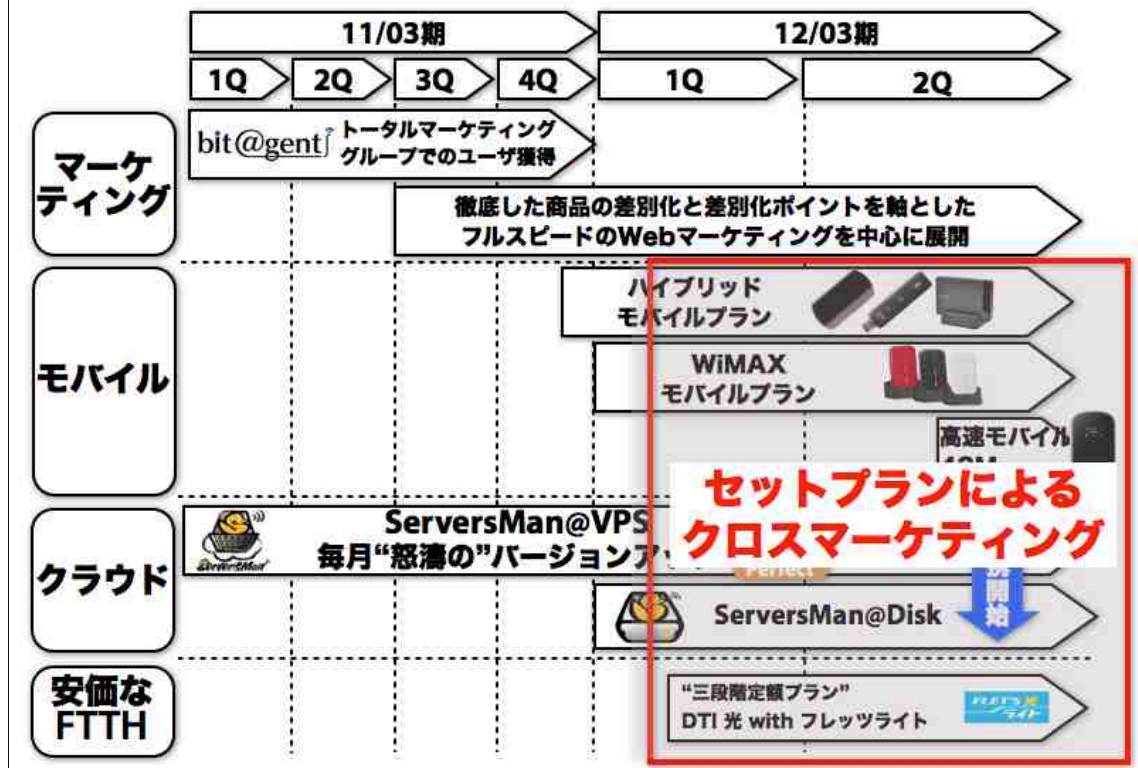 11/03期
12/03期
1Q
2Q
3Q
4Q
1Q
2Q
マーケ
ティング
bit@gent
トータルマーケティング
グループでのユーザ獲得
徹底した商品の差別化と差別化ポイントを軸とした
フルスピードのWebマーケティングを中心に展開
モバイル
ハイブリッド
モバイルプラン
WiMAX
モバイルプラン
高速モバイル
セットプランによる
クロスマーケティング
クラウド
ServersMan
ServersMan@VPS
毎月“怒濤の”バージョンアッ
Perfect
開始
ServersMan@Disk
安価な
FTTH
“三段階定額プラン”
DTI 光 with フレッツライト
FLET'S 光
ライト